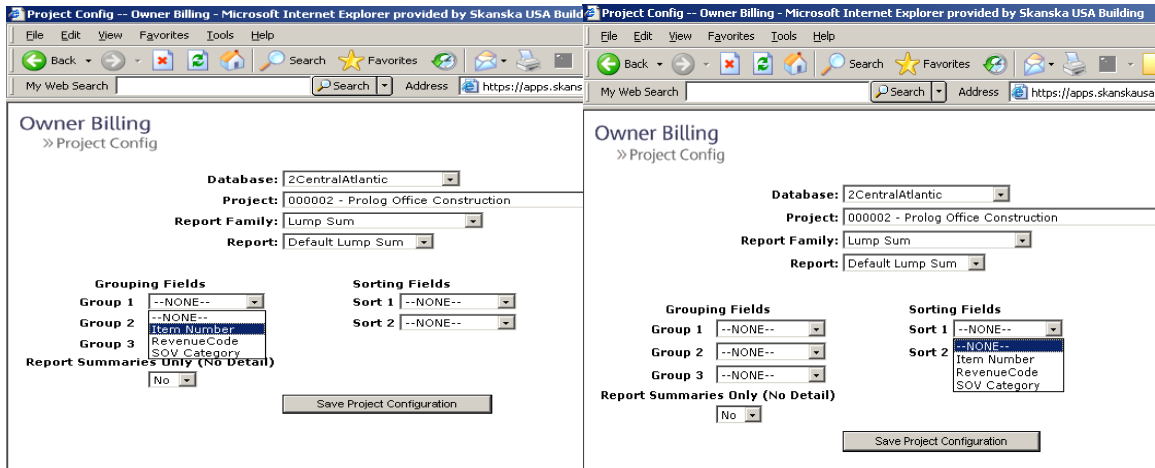 Project Config -- Owner Billing - Microsoft Internet Explorer provided by Skanska USA Build
File Edit View Favorites Tools Help
Back Search Favorites
My Web Search Search Address https://apps.skans
Owner Billing
» Project Config
Database: 2CentralAtlantic
Project: 000002 - Prolog Office Construction
Report Family: Lump Sum
Report: Default Lump Sum
Grouping Fields Sorting Fields
Group 1 --NONE-- Sort 1 --NONE--
--NONE--
Group 2 Item Number Sort 2 --NONE--
RevenueCode
Group 3 SOV Category
Report Summaries Only (No Detail)
No
Save Project Configuration
Project Config -- Owner Billing - Microsoft Internet Explorer provided by Skanska USA Building
File Edit View Favorites Tools Help
Back Search Favorites
My Web Search Search Address https://apps.skanskausa
Owner Billing
» Project Config
Database: 2CentralAtlantic
Project: 000002 - Prolog Office Construction
Report Family: Lump Sum
Report: Default Lump Sum
Grouping Fields Sorting Fields
Group 1 --NONE-- Sort 1 --NONE--
Group 2 --NONE-- Sort 2 --NONE--
Item Number
Group 3 --NONE-- RevenueCode
SOV Category
Report Summaries Only (No Detail)
No
Save Project Configuration